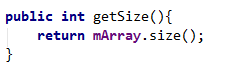 public int getSize(){
    return mArray.size();
}